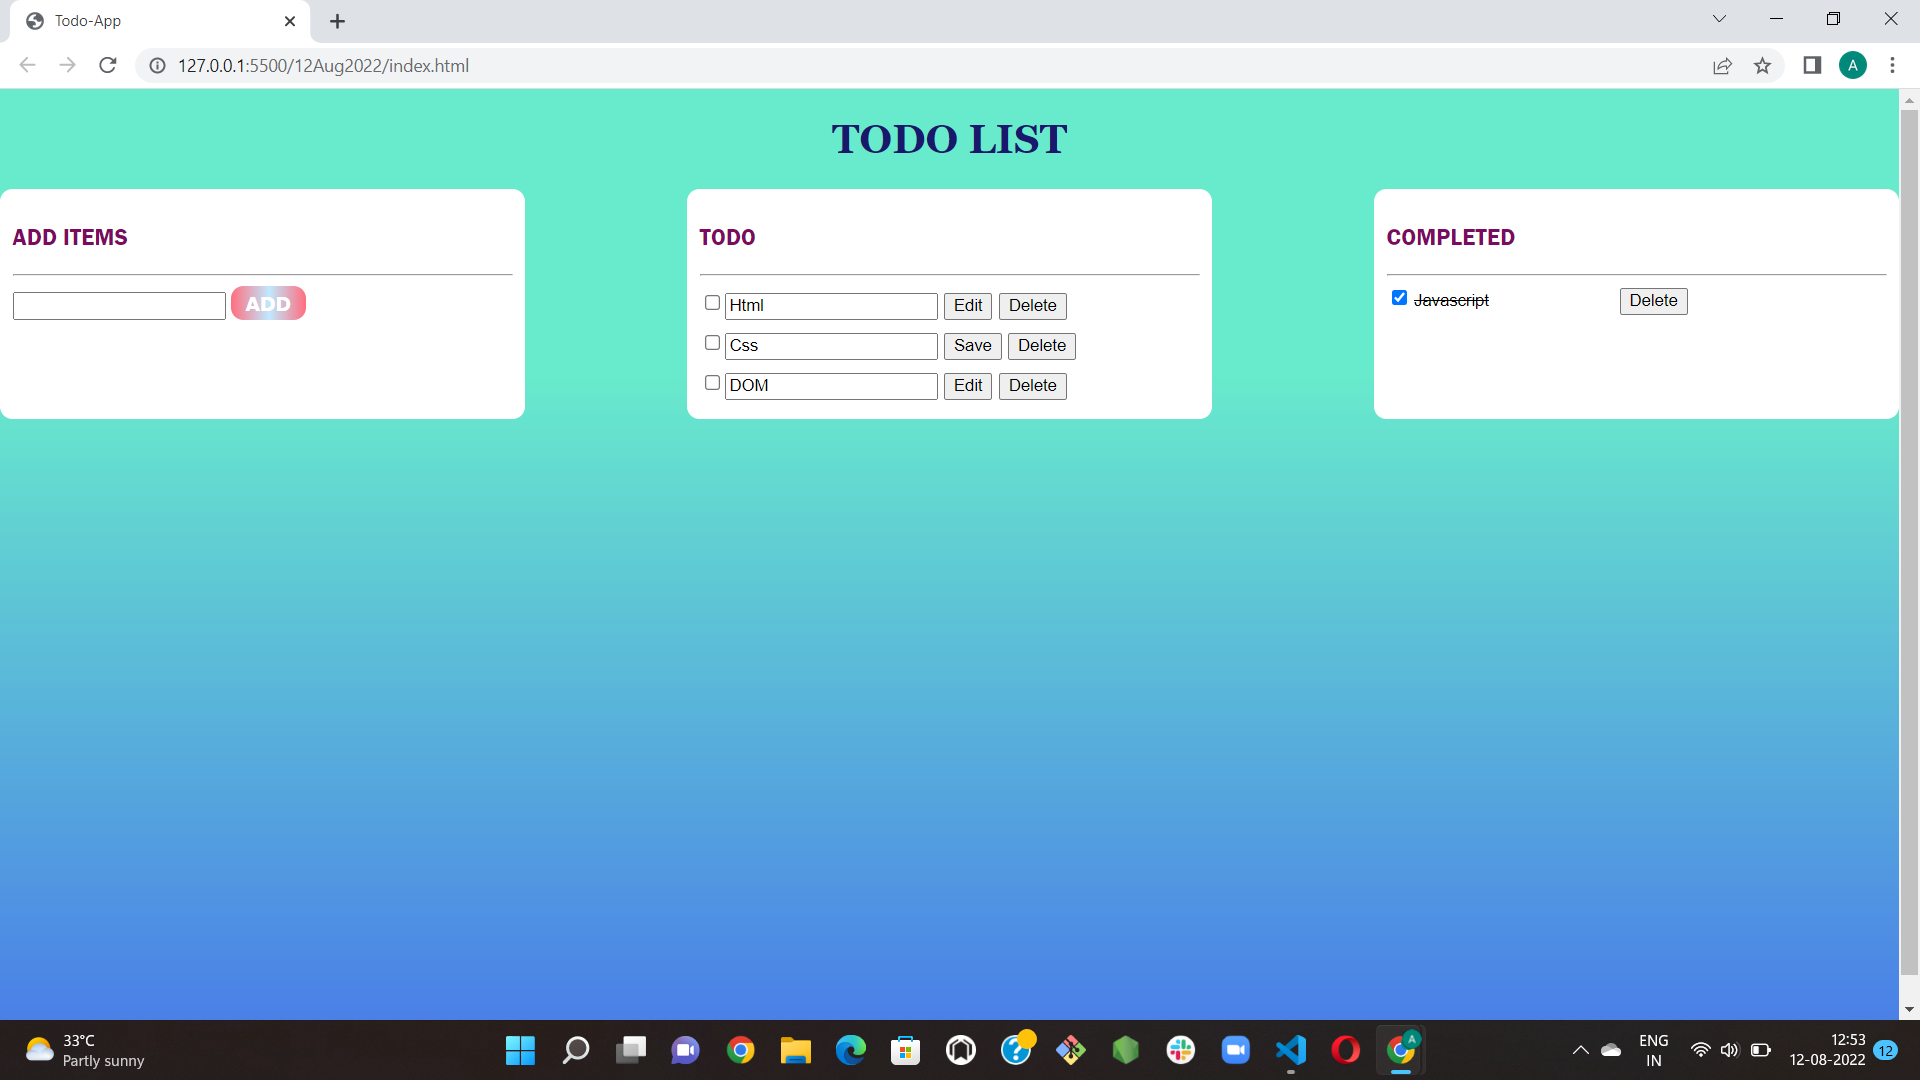 Todo-App
127.0.0.1:5500/12Aug2022/index.html
A
TODO LIST
ADD ITEMS
ADD
TODO
Html Edit Delete
Css Save Delete
DOM Edit Delete
COMPLETED
Javascript Delete
33°C
Partly sunny
A
ENG
IN
12:53
12-08-2022
12